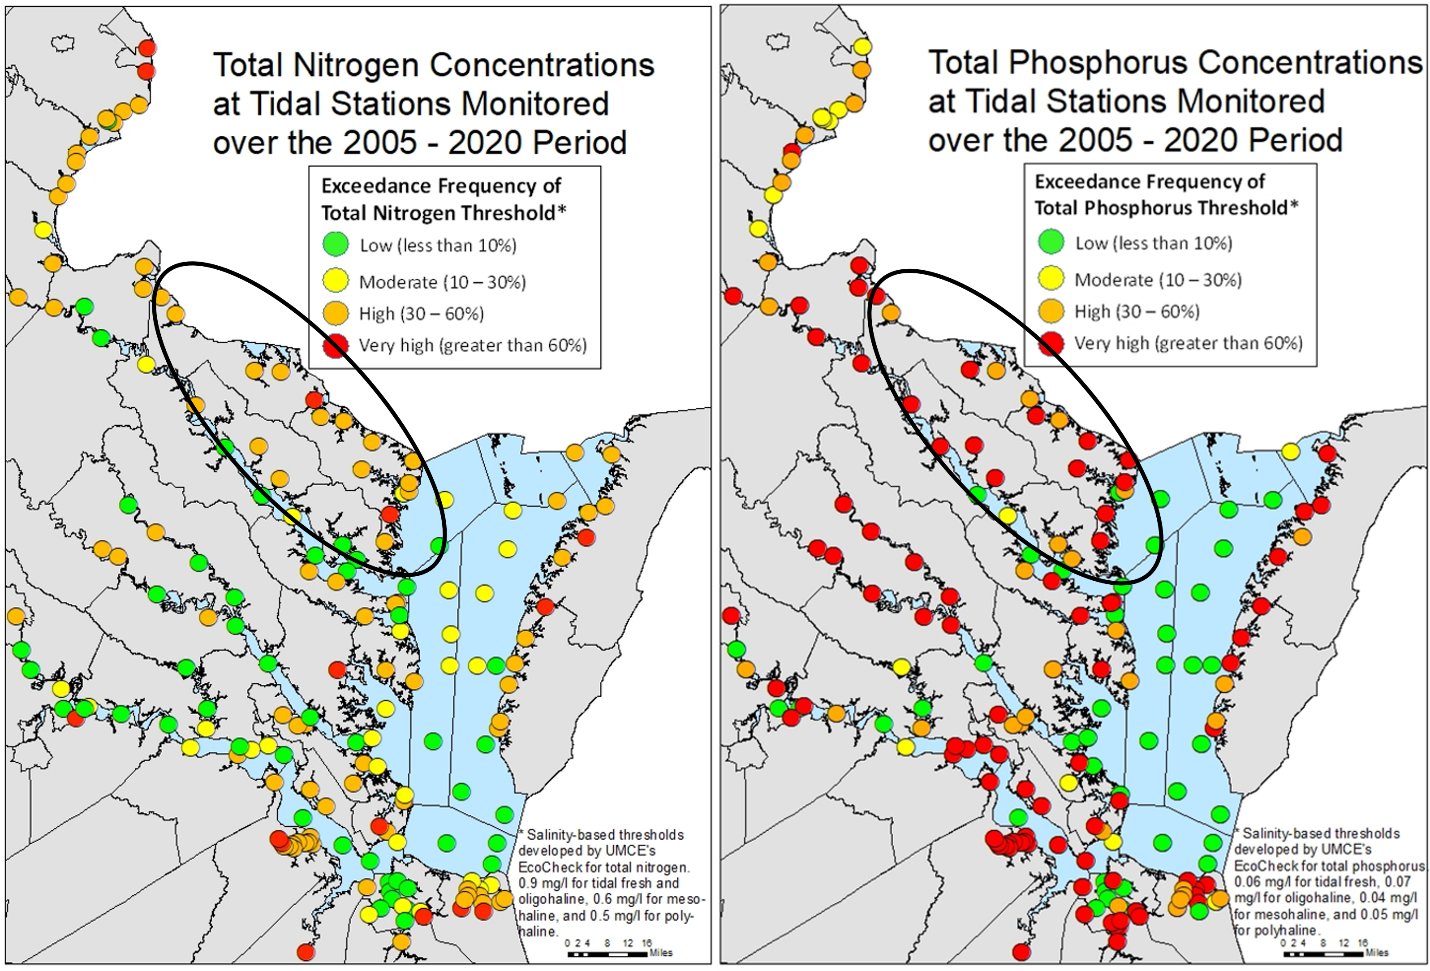 Total Nitrogen Concentrations
at Tidal Stations Monitored
over the 2005 - 2020 Period
Exceedance Frequency of
Total Nitrogen Threshold*
Low (less than 10%)
Moderate (10 – 30%)
High (30 – 60%)
Very high (greater than 60%)
* Salinity-based thresholds
developed by UMCE's
EcoCheck for total nitrogen.
0.9 mg/l for tidal fresh and
oligohaline, 0.6 mg/l for meso-
haline, and 0.5 mg/l for poly-
haline.
0 2 4 8 12 16
Miles
Total Phosphorus Concentrations
at Tidal Stations Monitored
over the 2005 - 2020 Period
Exceedance Frequency of
Total Phosphorus Threshold*
Low (less than 10%)
Moderate (10 – 30%)
High (30 – 60%)
Very high (greater than 60%)
* Salinity-based thresholds
developed by UMCE's
EcoCheck for total phosphorus
0.06 mg/l for tidal fresh, 0.07
mg/l for oligohaline, 0.04 mg/l
for mesohaline, and 0.05 mg/l
for polyhaline.
0 2 4 8 12 16
Miles